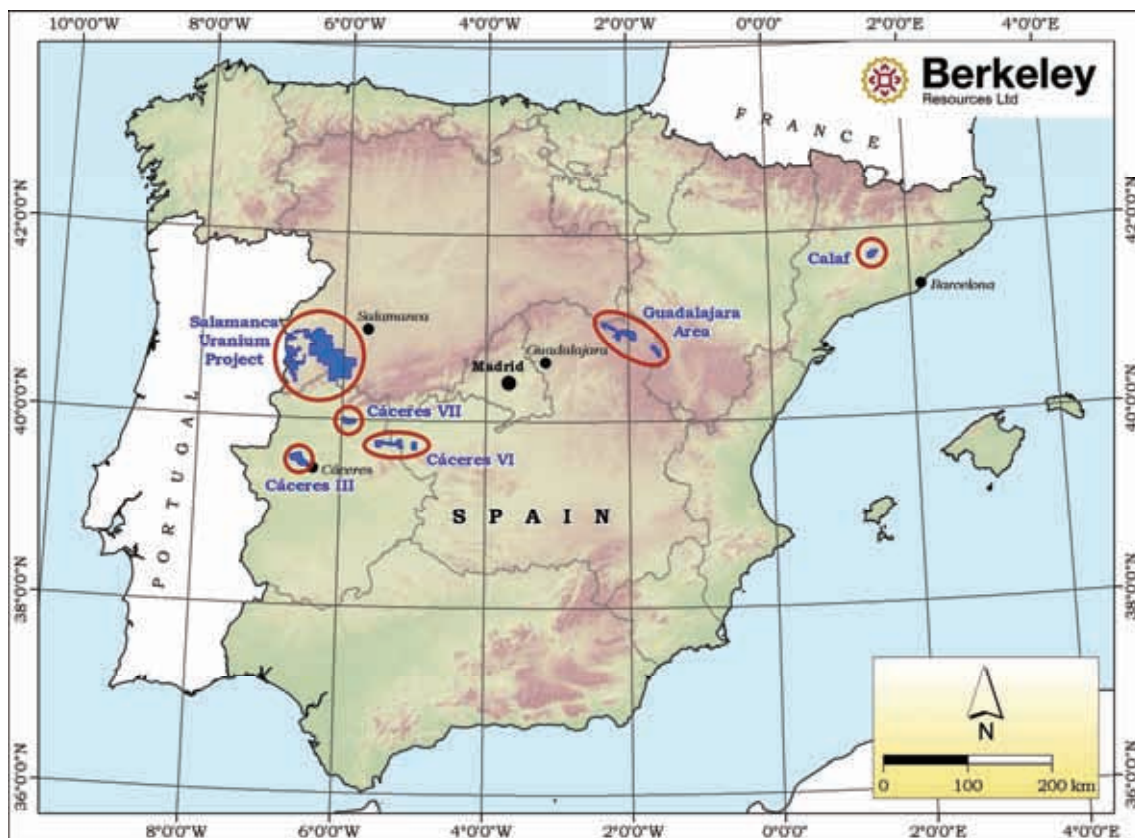 10°0'0"W
8°0'0"W
6°0'0"W
4°0'0"W
2°0'0"W
0°0'0"
2°0'0"E
4°0'0"E
Berkeley
Resources Ltd
FRANCE
42°0'0"N
42°0'0"N
Calaf
Barcelona
Salamanca
Uranium
Project
Salamanca
Guadalajara
Area
Guadalajara
Madrid
40°0'0"N
40°0'0"N
Cáceres VII
Cáceres VI
Cáceres
Cáceres III
PORTUGAL
SPAIN
38°0'0"N
38°0'0"N
N
0 100 200 km
36°0'0"N
36°0'0"N
8°0'0"W
6°0'0"W
4°0'0"W
2°0'0"W
0°0'0"
2°0'0"E
4°0'0"E